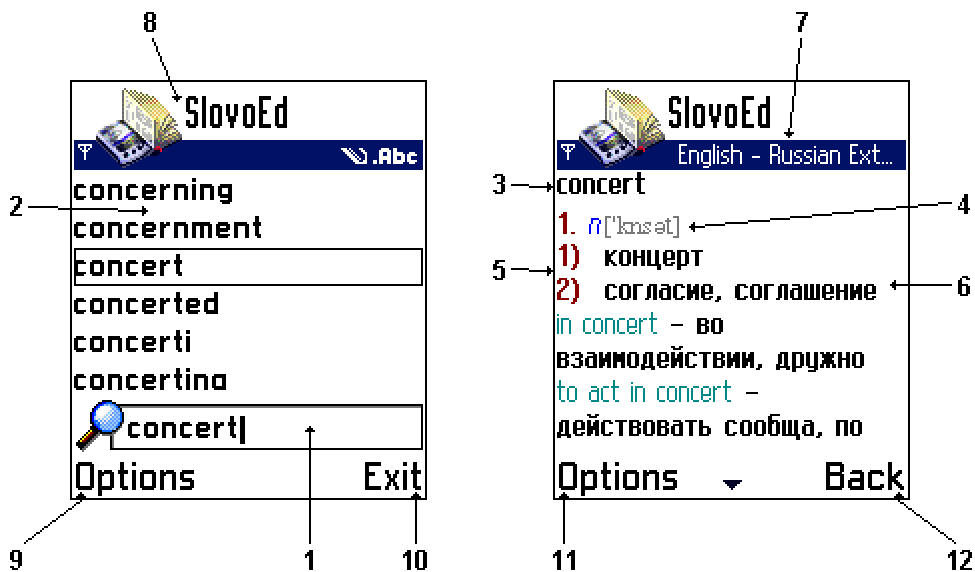 8
SlovoEd
.Abc
concerning
2
concernment
concert
concerted
concerti
concertina
concert
Options Exit
9 1 10
7
SlovoEd
English - Russian Ext...
3 concert
1. n ['knsət] 4
5 1) концерт
2) согласие, соглашение 6
in concert - во
взаимодействии, дружно
to act in concert -
действовать сообща, по
Options Back
11 12